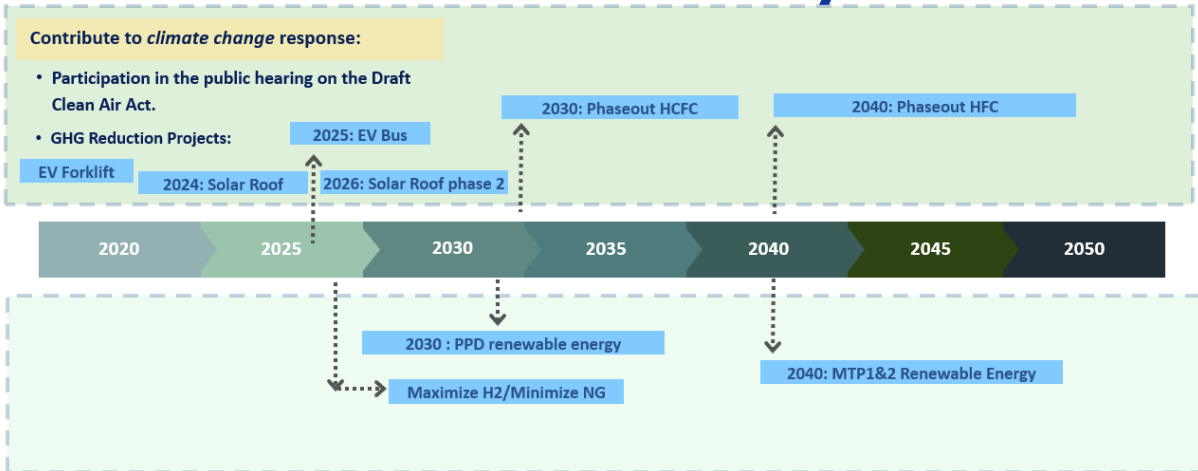 Contribute to climate change response:
• Participation in the public hearing on the Draft
Clean Air Act.
• GHG Reduction Projects:
EV Forklift
2024: Solar Roof
2025: EV Bus
2026: Solar Roof phase 2
2030: Phaseout HCFC
2040: Phaseout HFC
2020
2025
2030
2035
2040
2045
2050
2030 : PPD renewable energy
Maximize H2/Minimize NG
2040: MTP1&2 Renewable Energy